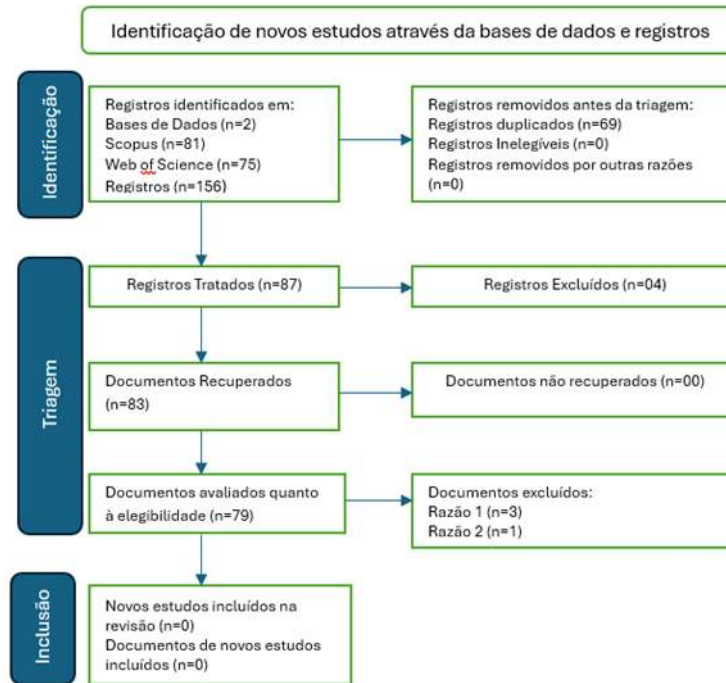 Identificação de novos estudos através da bases de dados e registros
Identificação
Registros identificados em:
Bases de Dados (n=2)
Scopus (n=81)
Web of Science (n=75)
Registros (n=156)
Registros removidos antes da triagem:
Registros duplicados (n=69)
Registros Inelegíveis (n=0)
Registros removidos por outras razões
(n=0)
Triagem
Registros Tratados (n=87)
Registros Excluídos (n=04)
Documentos Recuperados
(n=83)
Documentos não recuperados (n=00)
Documentos avaliados quanto
à elegibilidade (n=79)
Documentos excluídos:
Razão 1 (n=3)
Razão 2 (n=1)
Inclusão
Novos estudos incluídos na
revisão (n=0)
Documentos de novos estudos
incluídos (n=0)